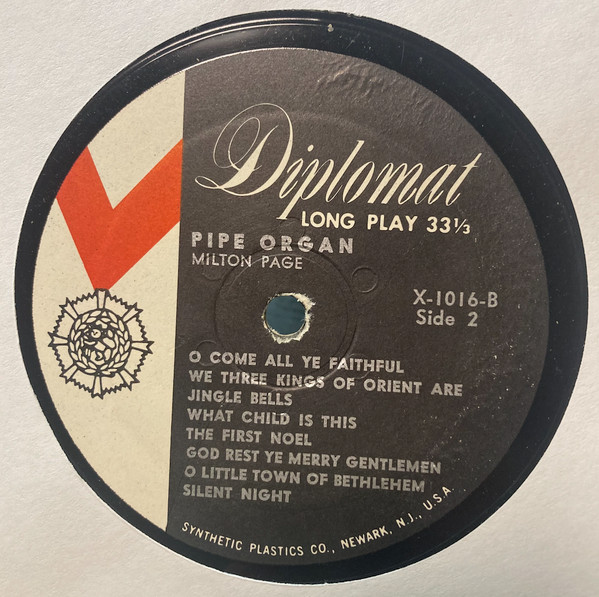 Diplomat
LONG PLAY 33 1/3
PIPE ORGAN
MILTON PAGE
X-1016-B
Side 2
O COME ALL YE FAITHFUL
WE THREE KINGS OF ORIENT ARE
JINGLE BELLS
WHAT CHILD IS THIS
THE FIRST NOEL
GOD REST YE MERRY GENTLEMEN
O LITTLE TOWN OF BETHLEHEM
SILENT NIGHT
SYNTHETIC PLASTICS CO., NEWARK, N.J., U.S.A.